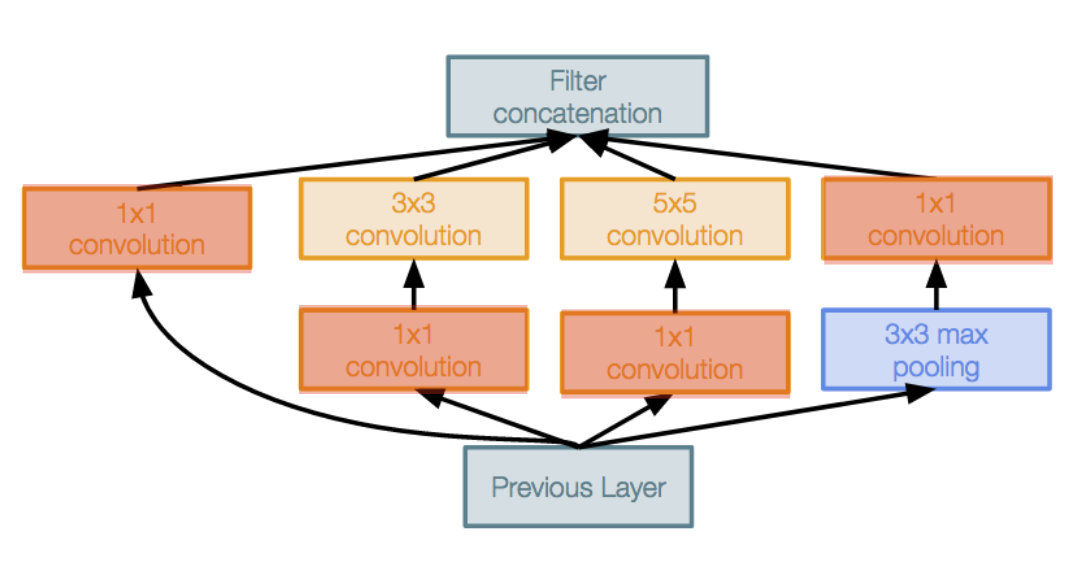 Filter
concatenation
1x1
convolution
3x3
convolution
5x5
convolution
1x1
convolution
1x1
convolution
1x1
convolution
3x3 max
pooling
Previous Layer